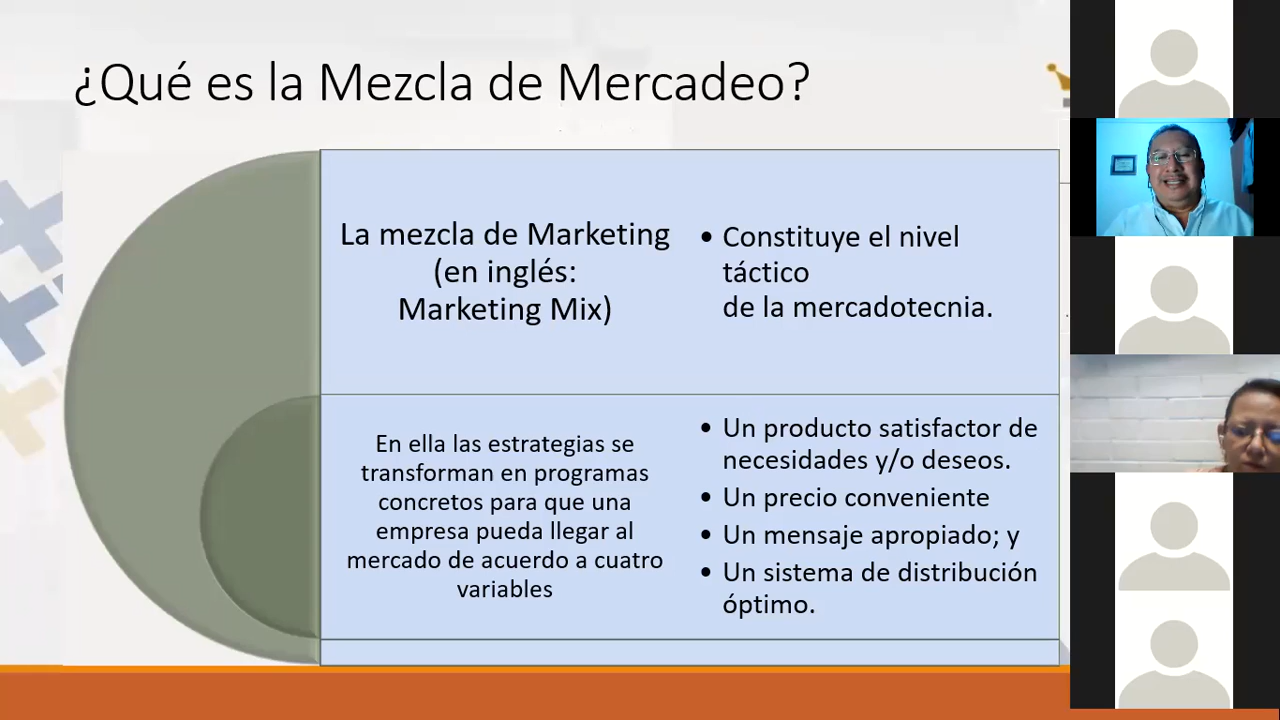 ¿Qué es la Mezcla de Mercadeo?
La mezcla de Marketing
(en inglés:
Marketing Mix)
• Constituye el nivel
táctico
de la mercadotecnia.
En ella las estrategias se
transforman en programas
concretos para que una
empresa pueda llegar al
mercado de acuerdo a cuatro
variables
• Un producto satisfactor de
necesidades y/o deseos.
• Un precio conveniente
• Un mensaje apropiado; y
• Un sistema de distribución
óptimo.